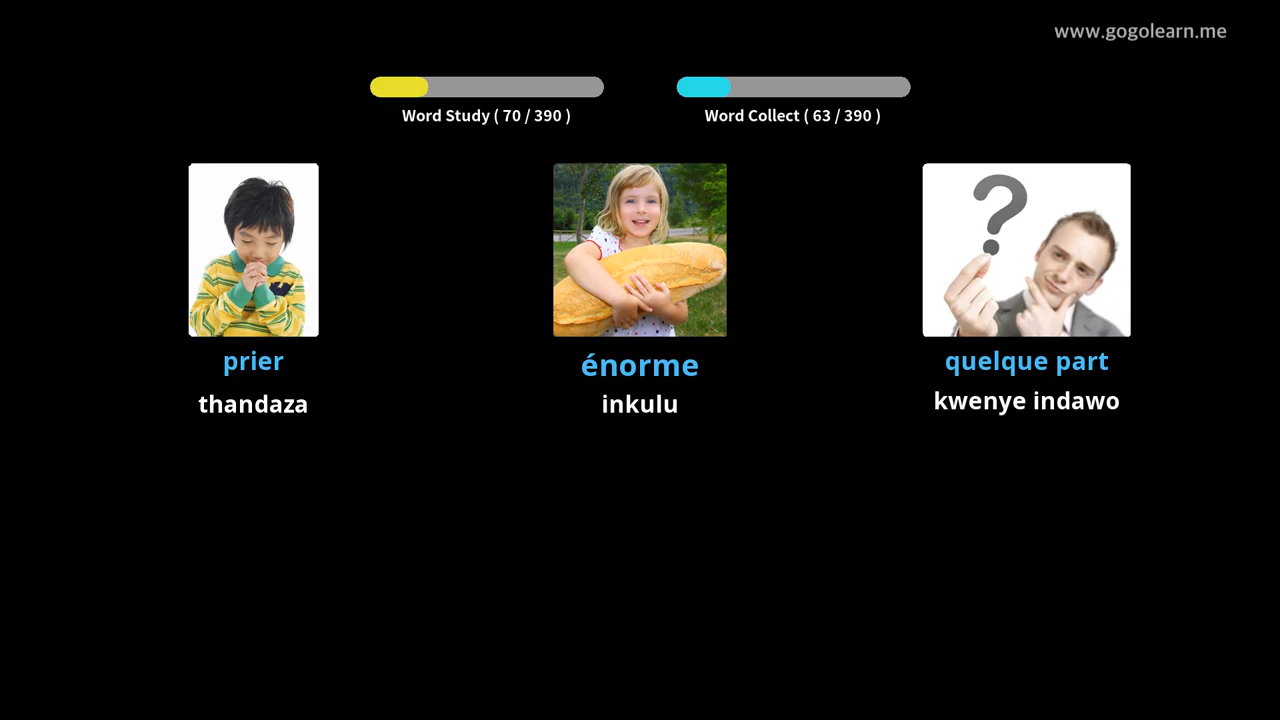 www.gogolearn.me
Word Study ( 70 / 390 )
Word Collect ( 63 / 390 )
prier
énorme
quelque part
thandaza
inkulu
kwenye indawo